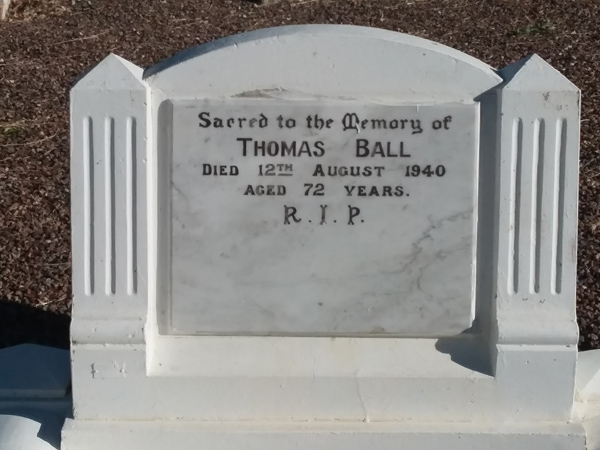 Sacred to the Memory of
THOMAS BALL
DIED 12TH AUGUST 1940
AGED 72 YEARS.
R.I.P.